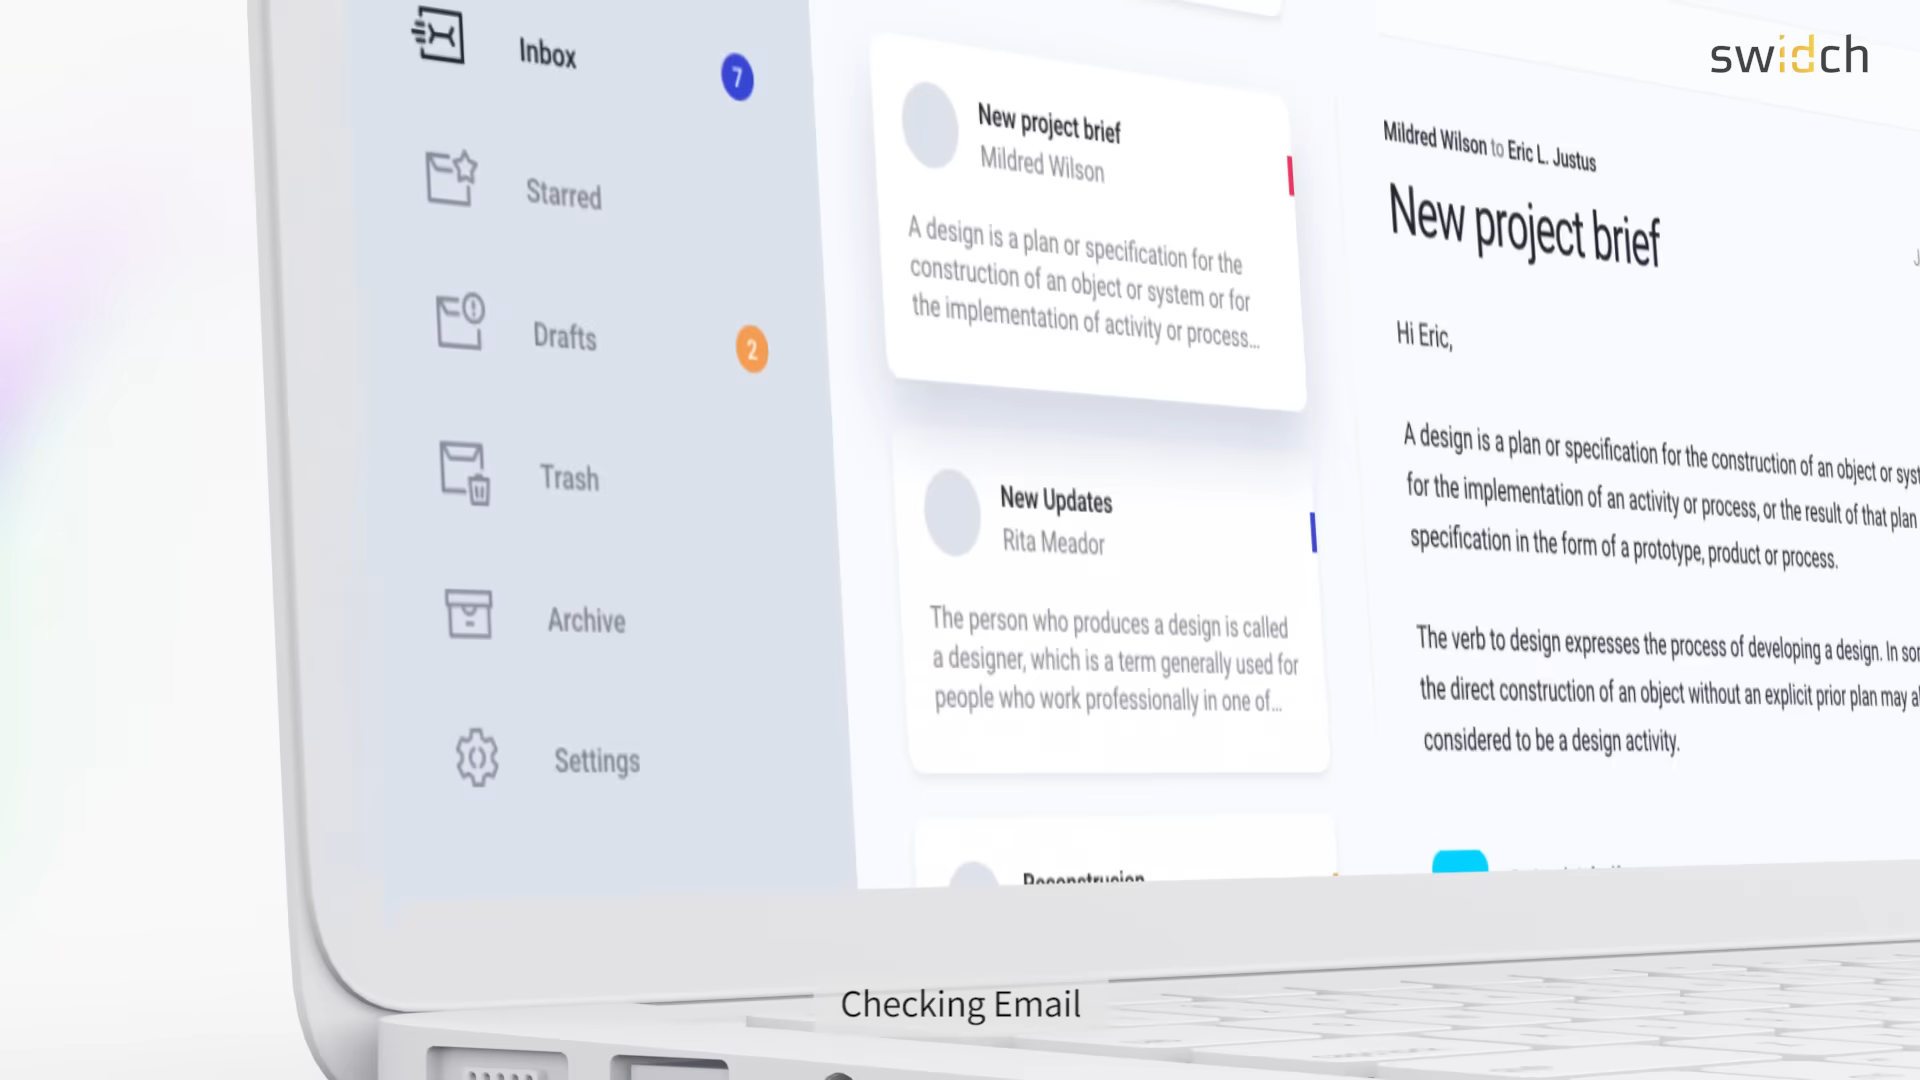 swidch
Inbox
7
Starred
Drafts
2
Trash
Archive
Settings
New project brief
Mildred Wilson
A design is a plan or specification for the
construction of an object or system or for
the implementation of activity or process...
New Updates
Rita Meador
The person who produces a design is called
a designer, which is a term generally used for
people who work professionally in one of...
Reconstrusion
Mildred Wilson to Eric L. Justus
New project brief
Hi Eric,
A design is a plan or specification for the construction of an object or syst
for the implementation of an activity or process, or the result of that plan
specification in the form of a prototype, product or process.
The verb to design expresses the process of developing a design. In som
the direct construction of an object without an explicit prior plan may al
considered to be a design activity.
Checking Email